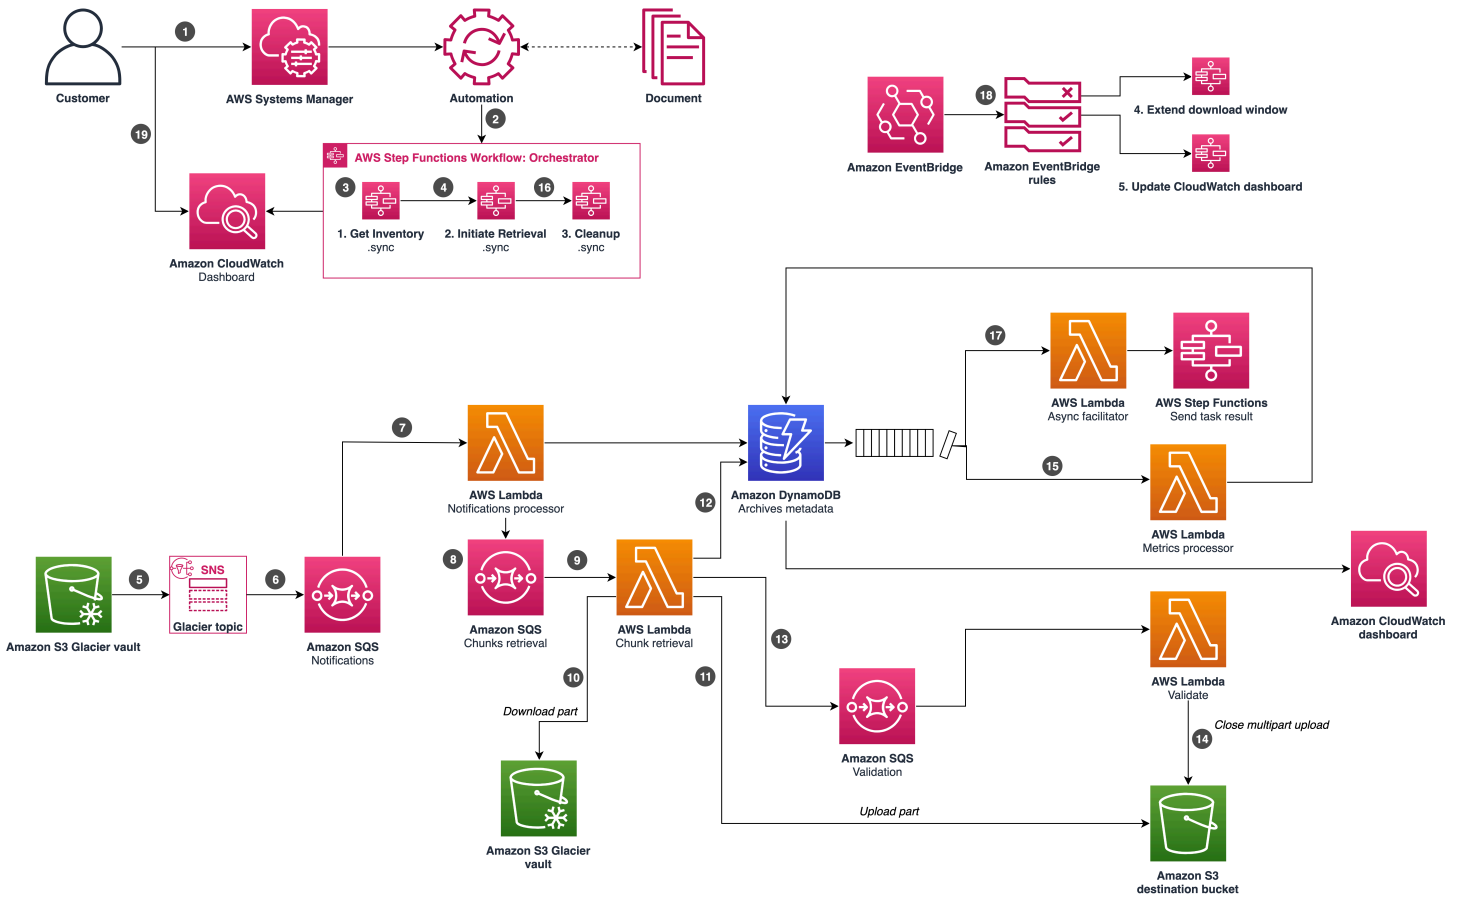 1
Customer
AWS Systems Manager
Automation
Document
2
19
AWS Step Functions Workflow: Orchestrator
3
4
16
1. Get Inventory
.sync
2. Initiate Retrieval
.sync
3. Cleanup
.sync
Amazon CloudWatch
Dashboard
Amazon EventBridge
18
Amazon EventBridge
rules
4. Extend download window
5. Update CloudWatch dashboard
17
AWS Lambda
Async facilitator
AWS Step Functions
Send task result
7
AWS Lambda
Notifications processor
Amazon DynamoDB
Archives metadata
15
AWS Lambda
Metrics processor
12
5
SNS
Glacier topic
6
Amazon S3 Glacier vault
Amazon SQS
Notifications
8
Amazon SQS
Chunks retrieval
9
AWS Lambda
Chunk retrieval
13
Amazon CloudWatch
dashboard
10
11
Download part
Amazon S3 Glacier
vault
Amazon SQS
Validation
AWS Lambda
Validate
14
Close multipart upload
Upload part
Amazon S3
destination bucket